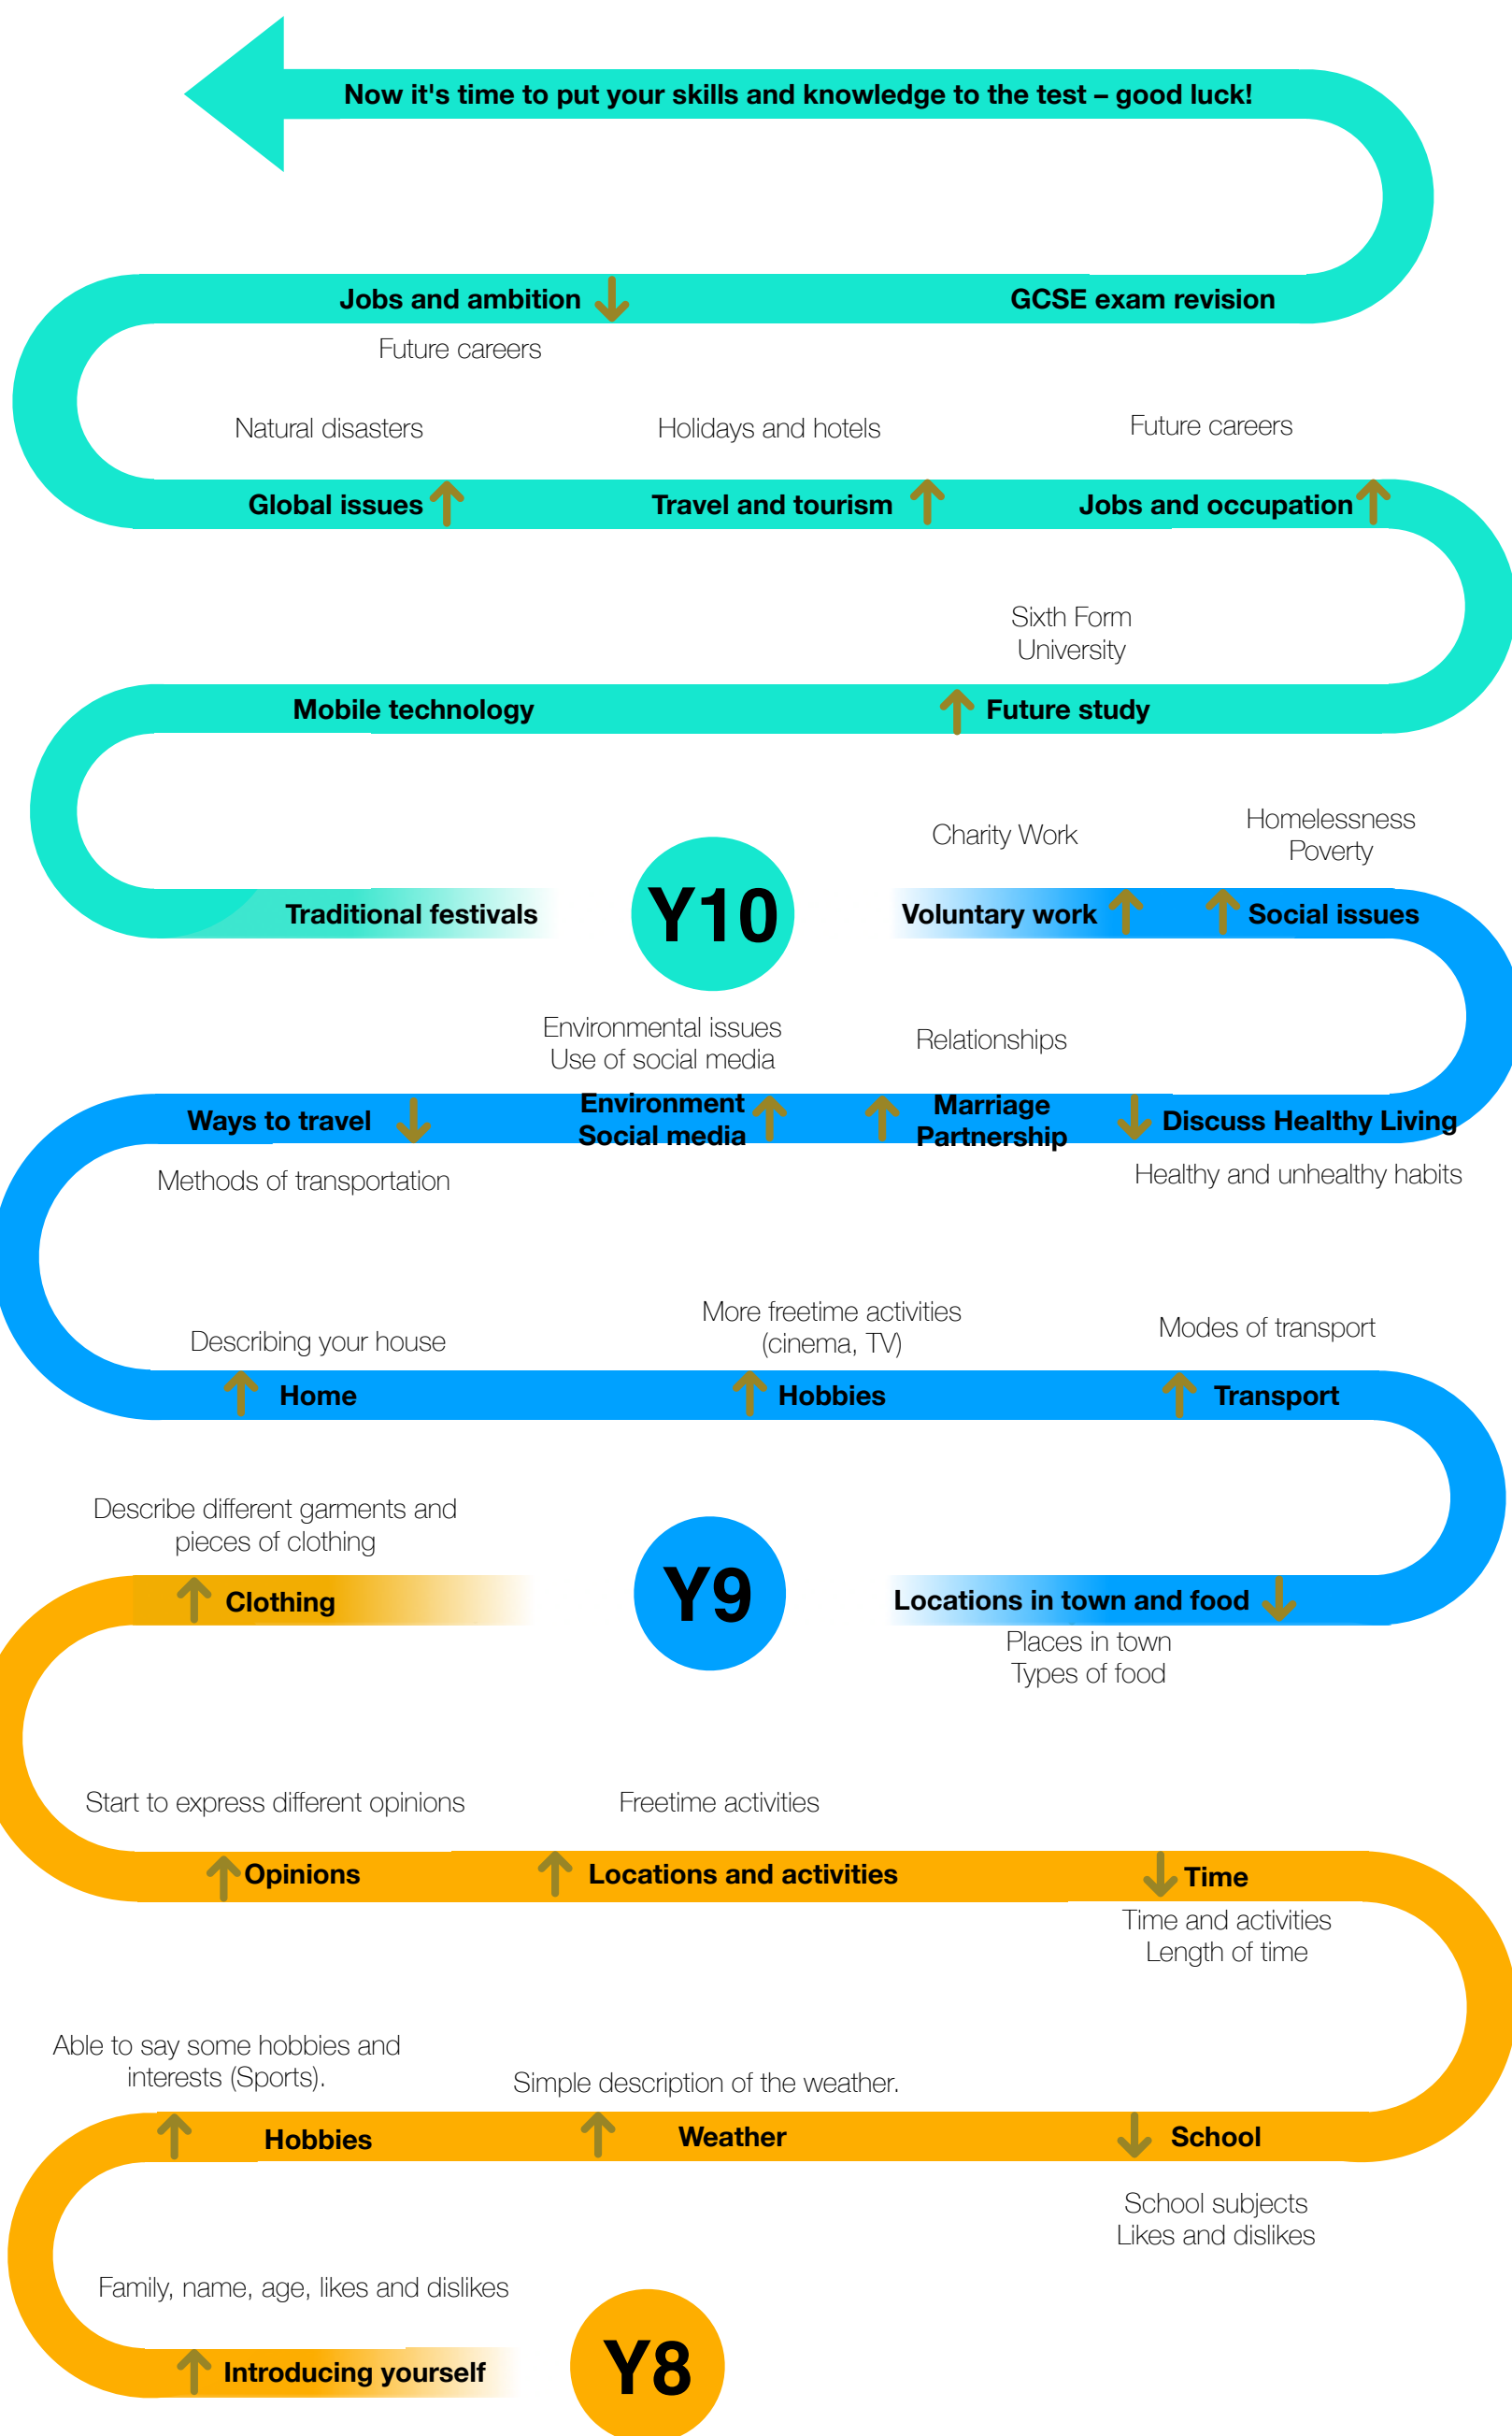 Now it's time to put your skills and knowledge to the test – good luck!
Jobs and ambition
GCSE exam revision
Future careers
Natural disasters
Holidays and hotels
Future careers
Global issues
Travel and tourism
Jobs and occupation
Sixth Form
University
Mobile technology
Future study
Charity Work
Homelessness
Poverty
Traditional festivals
Y10
Voluntary work
Social issues
Environmental issues
Use of social media
Relationships
Ways to travel
Environment
Social media
Marriage
Partnership
Discuss Healthy Living
Methods of transportation
Healthy and unhealthy habits
Describing your house
More freetime activities
(cinema, TV)
Modes of transport
Home
Hobbies
Transport
Describe different garments and
pieces of clothing
Clothing
Y9
Locations in town and food
Places in town
Types of food
Start to express different opinions
Freetime activities
Opinions
Locations and activities
Time
Time and activities
Length of time
Able to say some hobbies and
interests (Sports).
Simple description of the weather.
Hobbies
Weather
School
School subjects
Likes and dislikes
Family, name, age, likes and dislikes
Introducing yourself
Y8